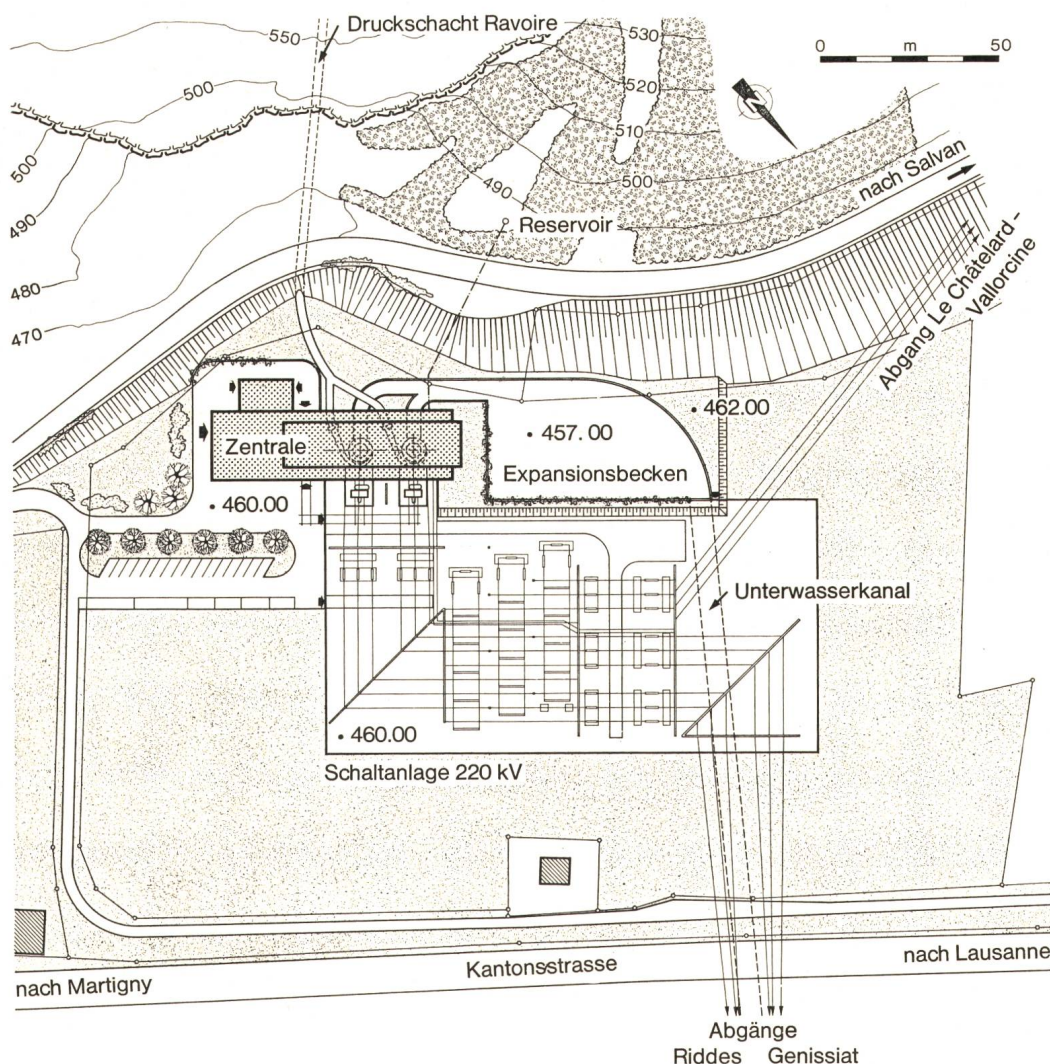 Druckschacht Ravoire
0 m 50
550
530
500
520
510
500
490
500
490
nach Salvan
Reservoir
480
470
Abgang Le Châtelard-
Vallorcine
462.00
457.00
Zentrale
Expansionsbecken
460.00
Unterwasserkanal
460.00
Schaltanlage 220 kV
nach Martigny
Kantonsstrasse
nach Lausanne
Abgänge
Riddes Genissiat